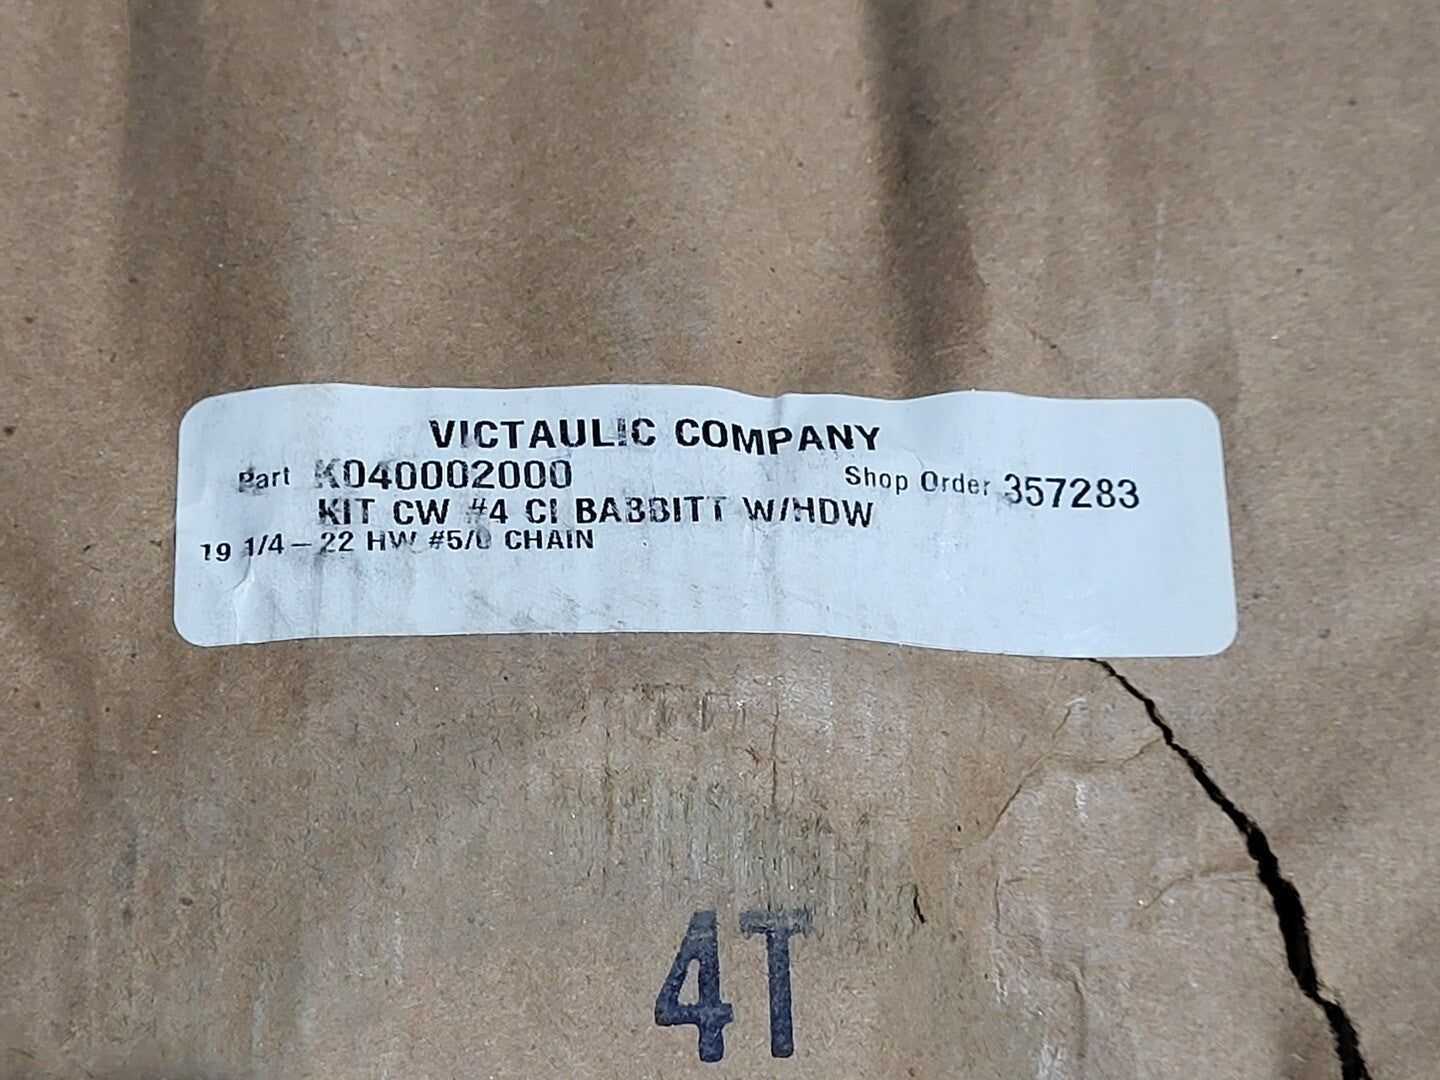 VICTAULIC COMPANY
Part K040002000 Shop Order 357283
KIT CW #4 CI BABBITT W/HDW
19 1/4 – 22 HW #5/0 CHAIN
4T